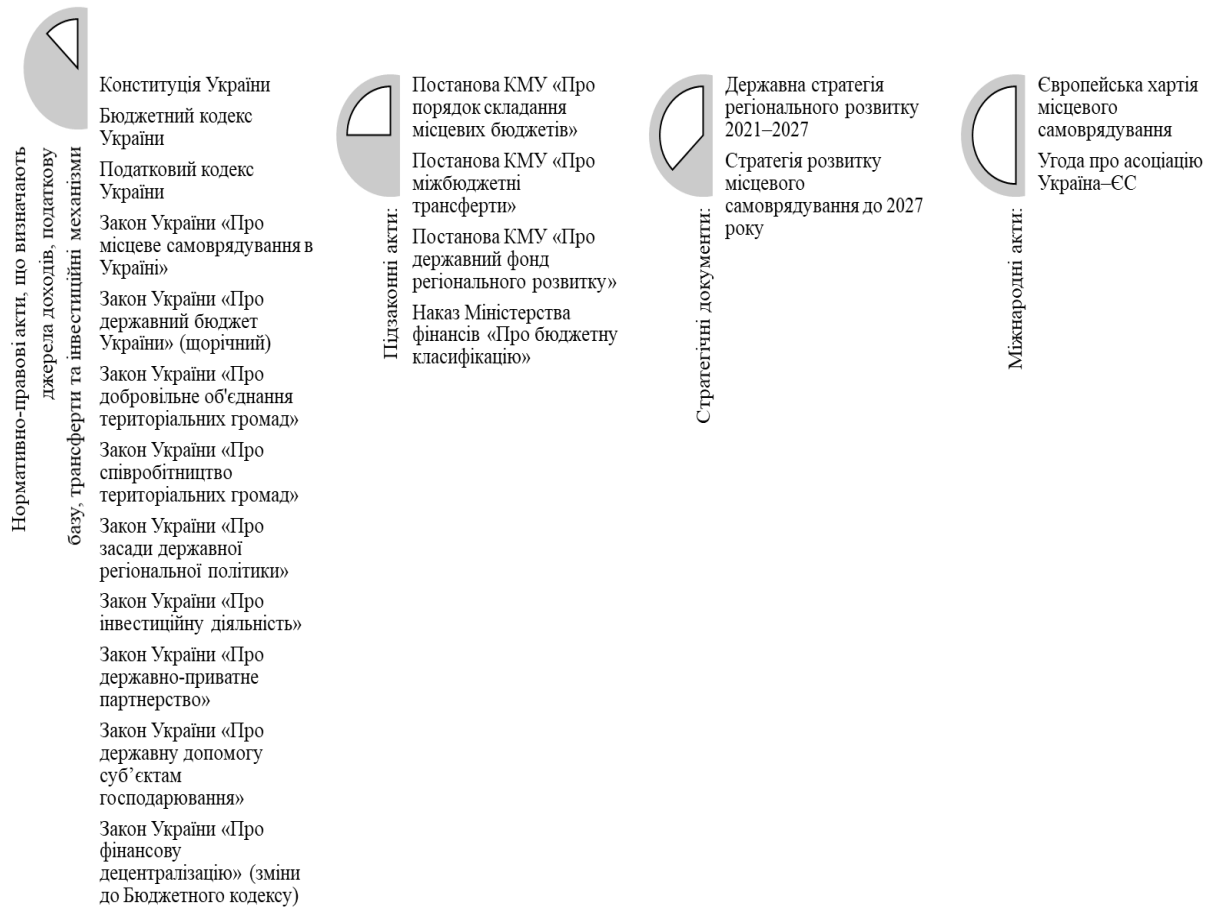 Нормативно-правові акти, що визначають
джерела доходів, податкову
базу, трансферти та інвестиційні механізми
Конституція України
Бюджетний кодекс
України
Податковий кодекс
України
Закон України «Про
місцеве самоврядування в
Україні»
Закон України «Про
державний бюджет
України» (щорічний)
Закон України «Про
добровільне об'єднання
територіальних громад»
Закон України «Про
співробітництво
територіальних громад»
Закон України «Про
засади державної
регіональної політики»
Закон України «Про
інвестиційну діяльність»
Закон України «Про
державно-приватне
партнерство»
Закон України «Про
державну допомогу
суб’єктам
господарювання»
Закон України «Про
фінансову
децентралізацію» (зміни
до Бюджетного кодексу)
Підзаконні акти:
Постанова КМУ «Про
порядок складання
місцевих бюджетів»
Постанова КМУ «Про
міжбюджетні
трансферти»
Постанова КМУ «Про
державний фонд
регіонального розвитку»
Наказ Міністерства
фінансів «Про бюджетну
класифікацію»
Стратегічні документи:
Державна стратегія
регіонального розвитку
2021–2027
Стратегія розвитку
місцевого
самоврядування до 2027
року
Міжнародні акти:
Європейська хартія
місцевого
самоврядування
Угода про асоціацію
Україна–ЄС